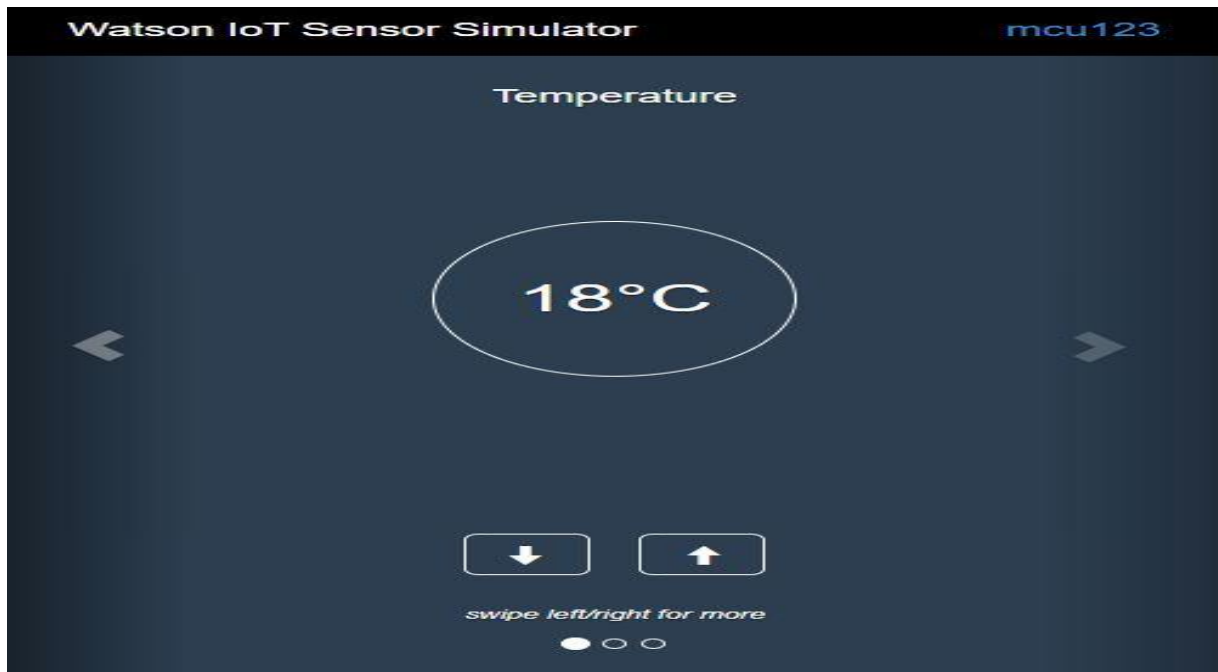 Watson IoT Sensor Simulator mcu123
Temperature
18°C
swipe left/right for more